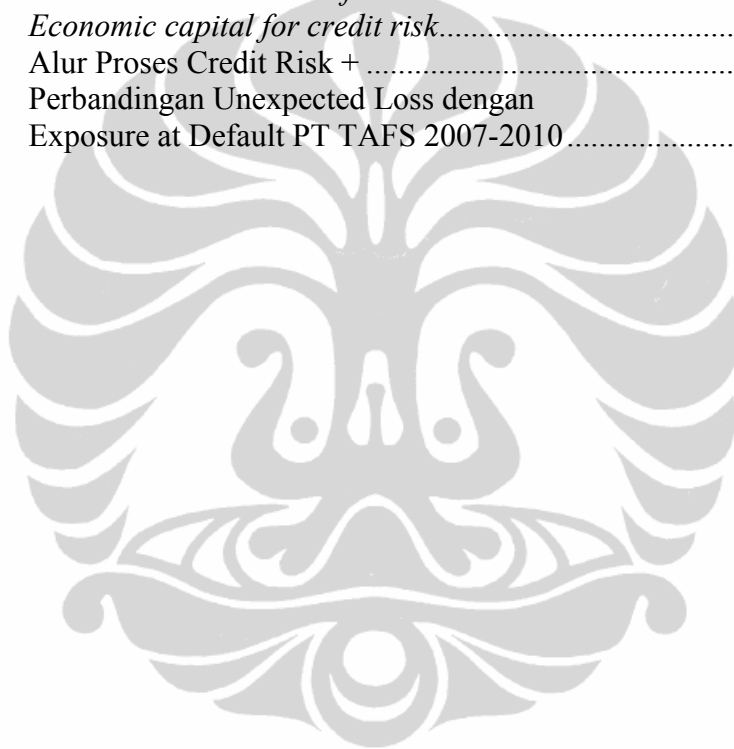 Economic capital for credit risk....................................................
Alur Proses Credit Risk + ..............................................................
Perbandingan Unexpected Loss dengan
Exposure at Default PT TAFS 2007-2010.......................